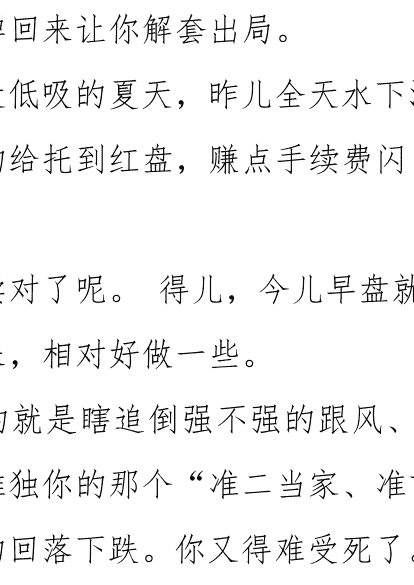 回来让你解套出局。
低吸的夏天，昨儿全天水下
给托到红盘，赚点手续费闪
对了呢。 得儿，今儿早盘就
，相对好做一些。
的就是瞎追倒强不强的跟风、
独你的那个“准二当家、准
回落下跌。你又得难受死了。